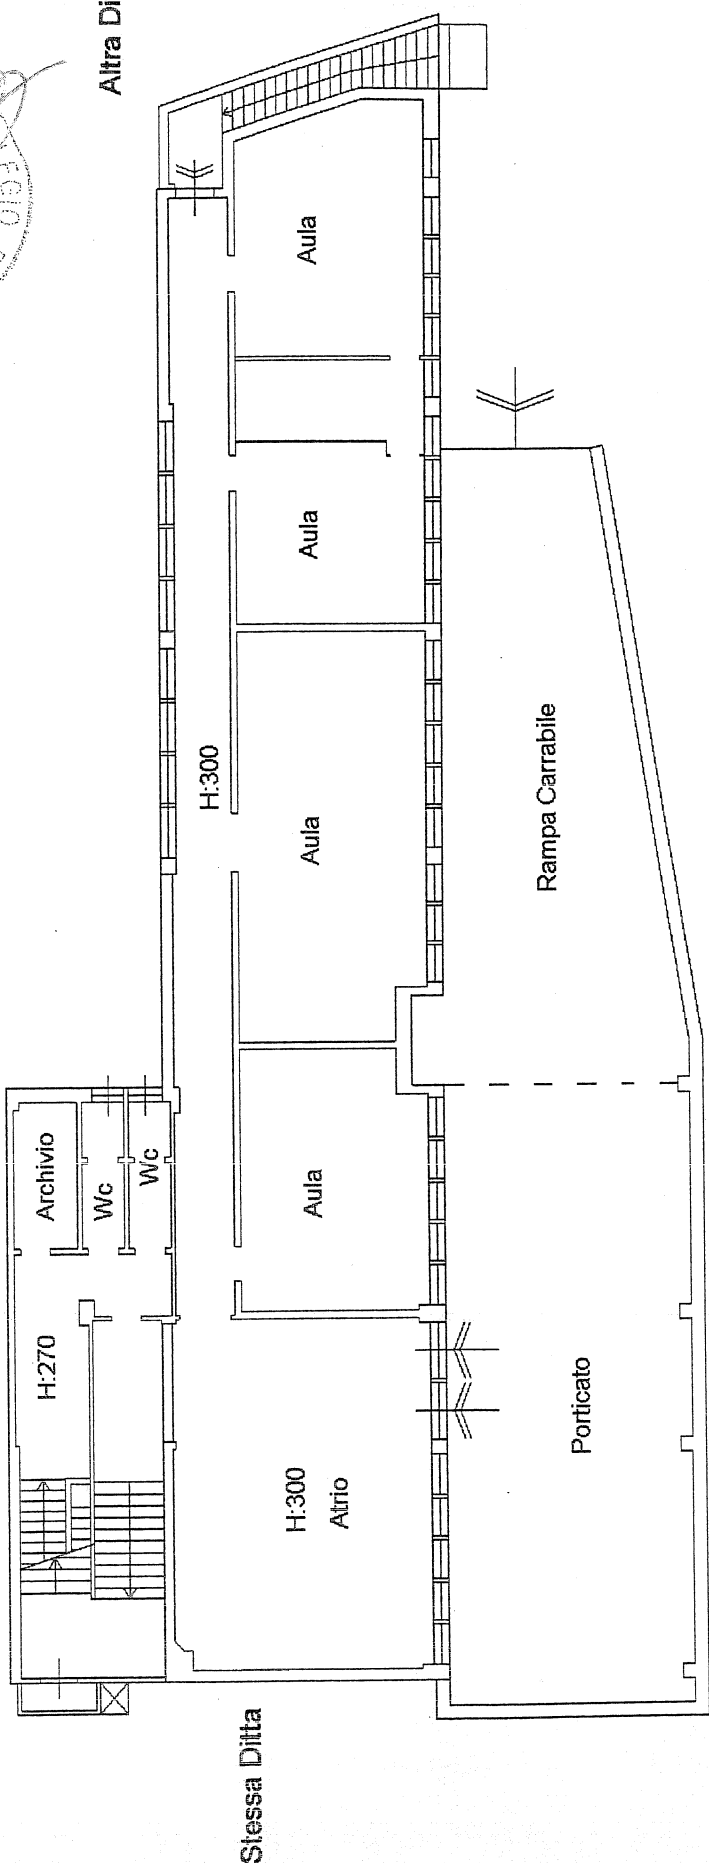 Altra Di
Aula
Aula
H:300
Aula
Rampa Carrabile
Archivio
Wc
Wc
Aula
H:270
H:300
Atrio
Porticato
Stessa Ditta